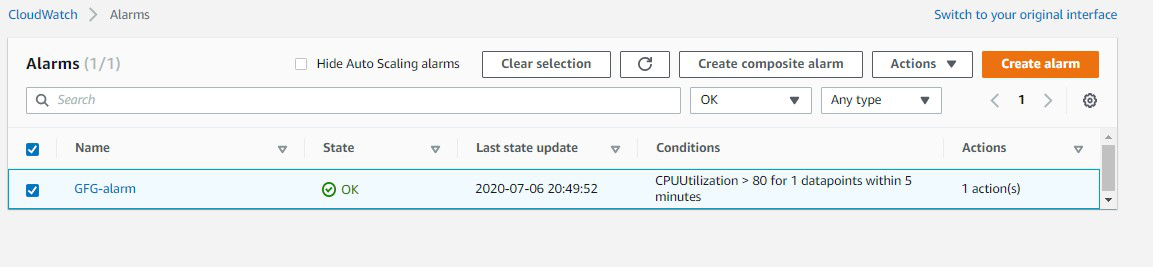 CloudWatch Alarms Switch to your original interface
Alarms (1/1) Hide Auto Scaling alarms Clear selection Create composite alarm Actions Create alarm
Search OK Any type 1
Name State Last state update Conditions Actions
GFG-alarm OK 2020-07-06 20:49:52 CPUUtilization > 80 for 1 datapoints within 5 1 action(s)
minutes